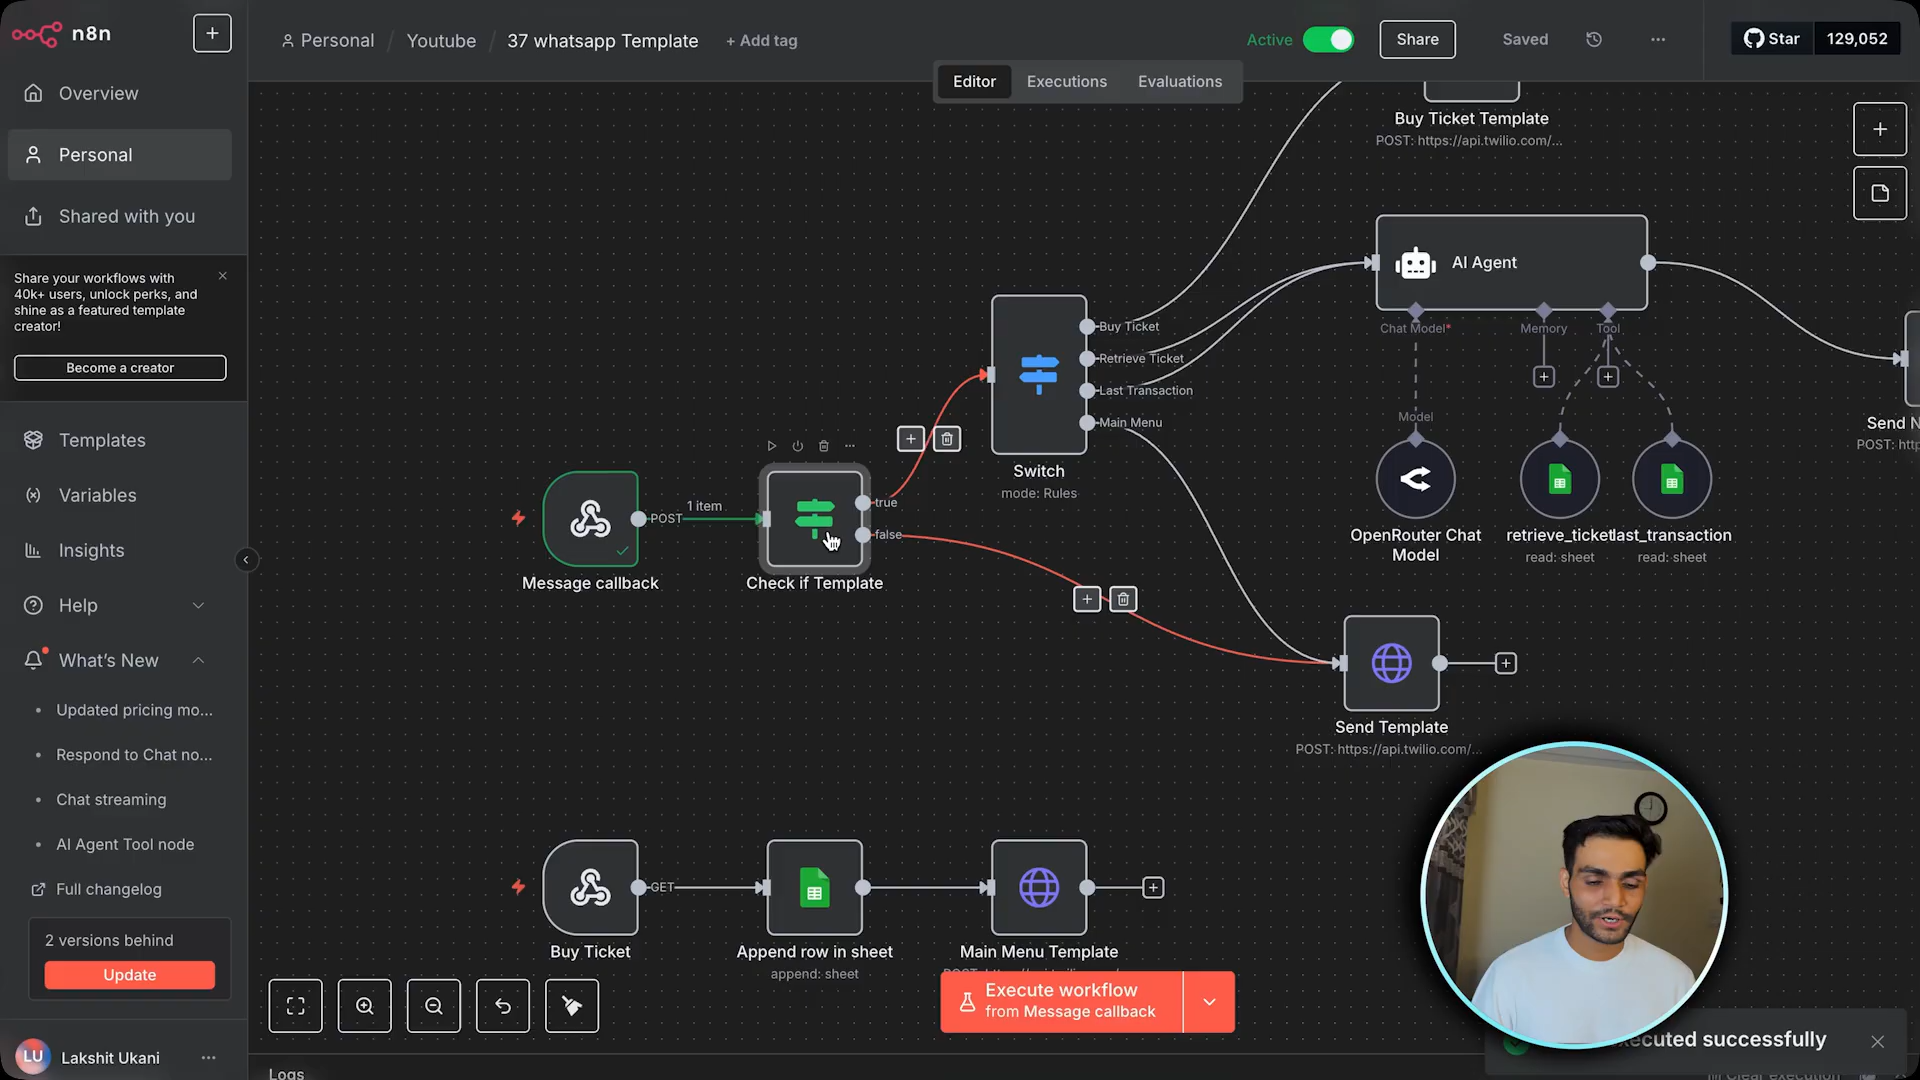 n8n
Personal / Youtube / 37 whatsapp Template + Add tag
Active
Share
Saved
Star 129,052
Editor Executions Evaluations
Overview
Personal
Shared with you
Share your workflows with
40k+ users, unlock perks, and
shine as a featured template
creator!
Become a creator
Templates
Variables
Insights
Help
What's New
Updated pricing mo...
Respond to Chat no...
Chat streaming
AI Agent Tool node
Full changelog
2 versions behind
Update
LU Lakshit Ukani
Buy Ticket Template
POST: https://api.twilio.com/...
AI Agent
Chat Model*
Memory
Tool
Buy Ticket
Retrieve Ticket
Last Transaction
Main Menu
Switch
mode: Rules
Model
Send N
POST: http
OpenRouter Chat
Model
retrieve_ticket
read: sheet
last_transaction
read: sheet
POST
1 item
true
false
Message callback
Check if Template
Send Template
POST: https://api.twilio.com/...
GET
Buy Ticket
Append row in sheet
append: sheet
Main Menu Template
Execute workflow
from Message callback
ecuted successfully
Logs
Clear execution